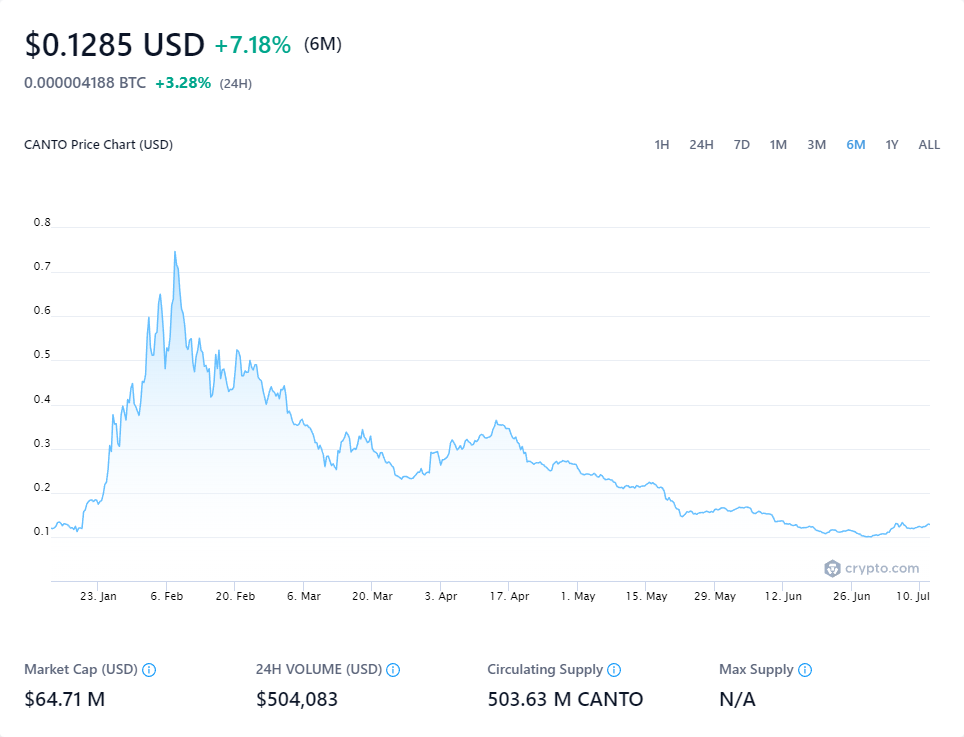 $0.1285 USD +7.18% (6M)
0.000004188 BTC +3.28% (24H)
CANTO Price Chart (USD) 1H 24H 7D 1M 3M 6M 1Y ALL
0.8
0.7
0.6
0.5
0.4
0.3
0.2
0.1
crypto.com
23. Jan 6. Feb 20. Feb 6. Mar 20. Mar 3. Apr 17. Apr 1. May 15. May 29. May 12. Jun 26. Jun 10. Jul
Market Cap (USD) 24H VOLUME (USD) Circulating Supply Max Supply
$64.71 M $504,083 503.63 M CANTO N/A